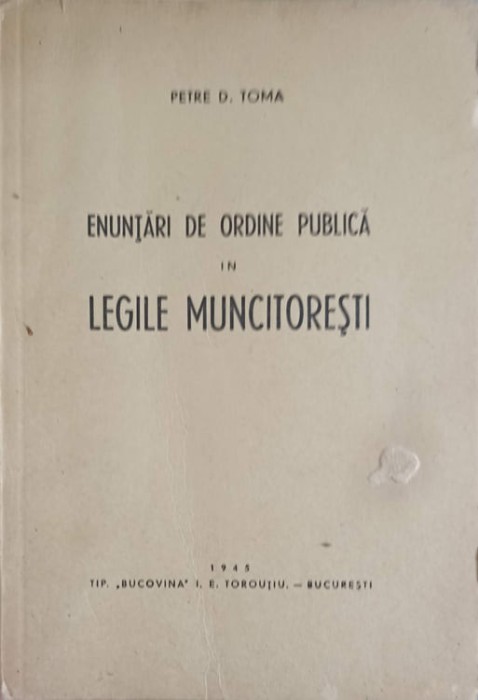 PETRE D. TOMA
ENUNȚĂRI DE ORDINE PUBLICĂ
IN
LEGILE MUNCITOREȘTI
1945
TIP. „BUCOVINA" I. E. TOROUȚIU. — BUCUREȘTI